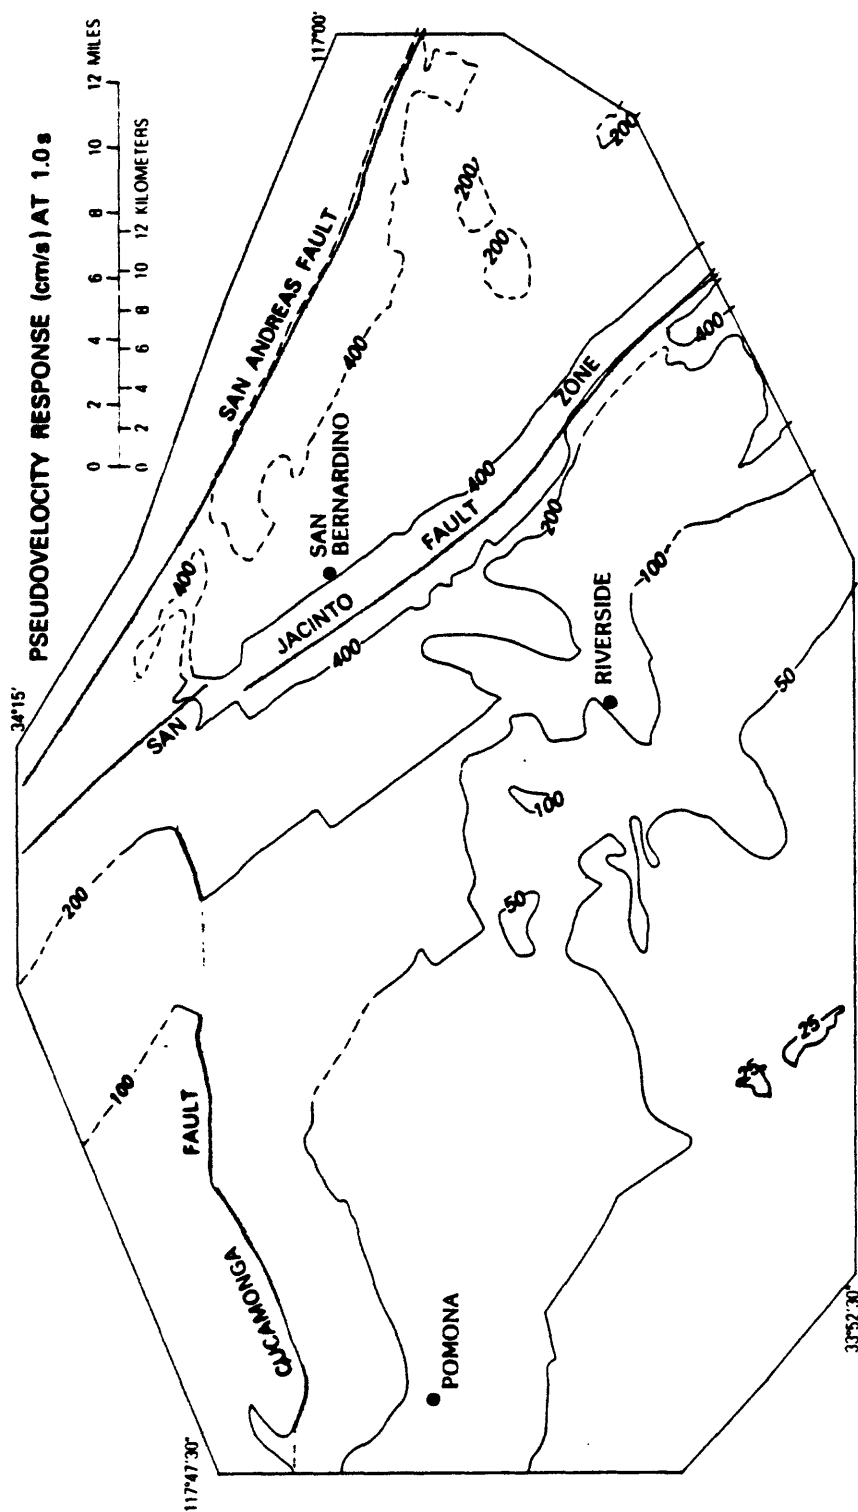 PSEUDOVELOCITY RESPONSE (cm/s) AT 1.0 s
0 2 4 6 8 10 12 MILES
0 2 4 6 8 10 12 KILOMETERS
34°15'
117°00'
117°47'30"
33°52'30"
SAN ANDREAS FAULT
SAN JACINTO FAULT ZONE
CUCAMONGA FAULT
SAN
BERNARDINO
RIVERSIDE
POMONA
100
200
400
400
400
400
400
200
200
200
200
400
100
50
100
50
25
25